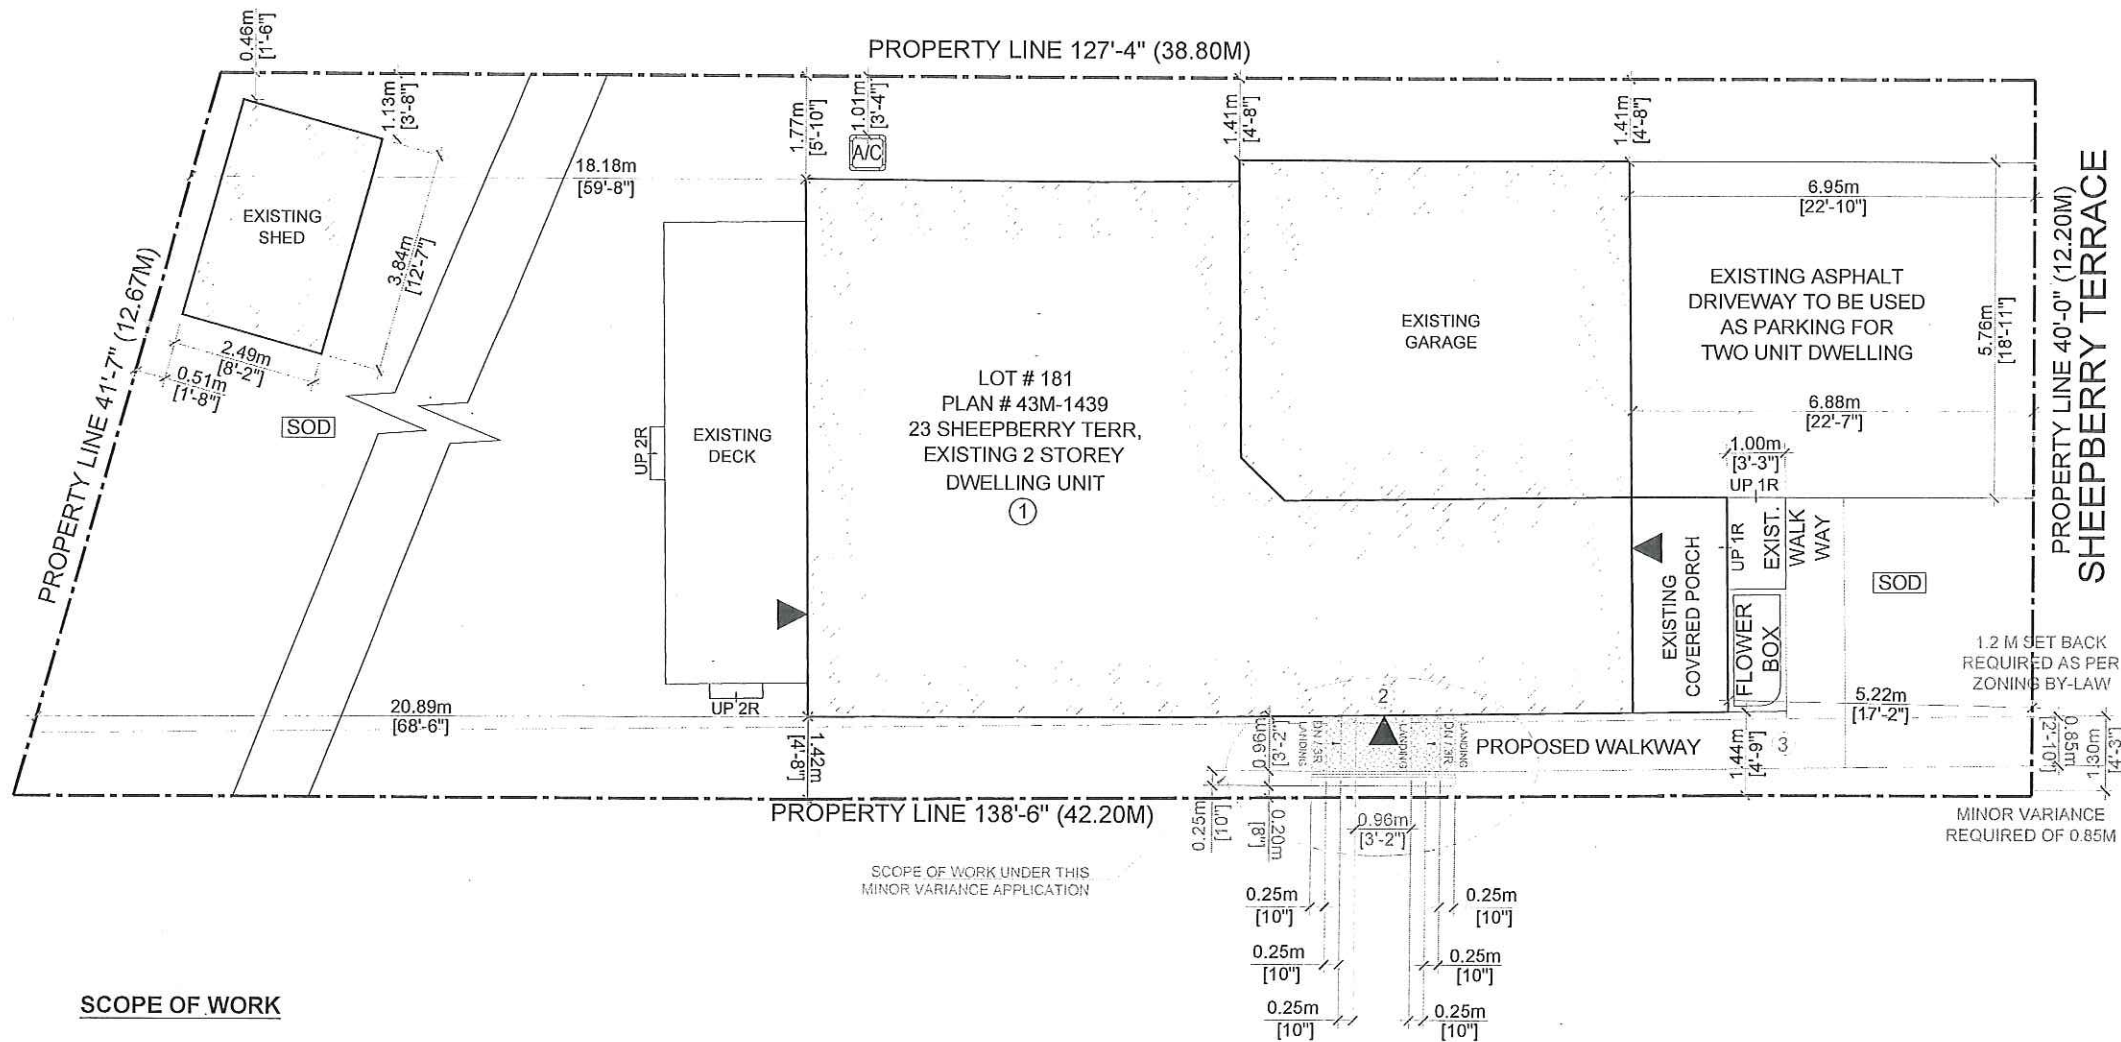 PROPERTY LINE 127'-4" (38.80M)
0.46m
[1'-6"]
1.13m
[3'-8"]
1.77m
[5'-10"]
1.01m
[3'-4"]
A/C
1.41m
[4'-8"]
1.41m
[4'-8"]
18.18m
[59'-8"]
EXISTING
SHED
3.84m
[12'-7"]
2.49m
[8'-2"]
0.51m
[1'-8"]
PROPERTY LINE 41'-7" (12.67M)
SOD
UP 2R
EXISTING
DECK
UP 2R
LOT # 181
PLAN # 43M-1439
23 SHEEPBERRY TERR,
EXISTING 2 STOREY
DWELLING UNIT
1
EXISTING
GARAGE
6.95m
[22'-10"]
EXISTING ASPHALT
DRIVEWAY TO BE USED
AS PARKING FOR
TWO UNIT DWELLING
5.76m
[18'-11"]
6.88m
[22'-7"]
1.00m
[3'-3"]
UP 1R
UP 1R
EXIST.
WALK
WAY
EXISTING
COVERED PORCH
FLOWER
BOX
SOD
PROPERTY LINE 40'-0" (12.20M)
SHEEPBERRY TERRACE
1.2 M SET BACK
REQUIRED AS PER
ZONING BY-LAW
5.22m
[17'-2"]
20.89m
[68'-6"]
1.42m
[4'-8"]
0.96m
[3'-2"]
LANDING
DN / 3R
LANDING
DN / 3R
LANDING
2
PROPOSED WALKWAY
3
1.44m
[4'-9"]
0.85m
[2'-10"]
1.30m
[4'-3"]
PROPERTY LINE 138'-6" (42.20M)
0.25m
[10"]
0.20m
[8"]
0.96m
[3'-2"]
MINOR VARIANCE
REQUIRED OF 0.85M
SCOPE OF WORK UNDER THIS
MINOR VARIANCE APPLICATION
0.25m
[10"]
0.25m
[10"]
0.25m
[10"]
0.25m
[10"]
0.25m
[10"]
0.25m
[10"]
SCOPE OF WORK